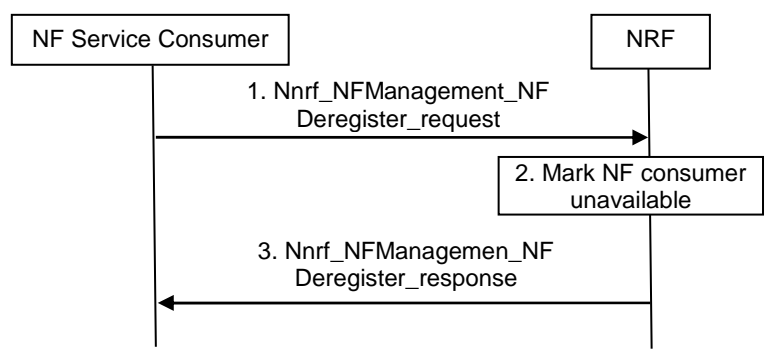 NF Service Consumer
NRF
1. Nnrf_NFManagement_NF
Deregister_request
2. Mark NF consumer
unavailable
3. Nnrf_NFManagemen_NF
Deregister_response